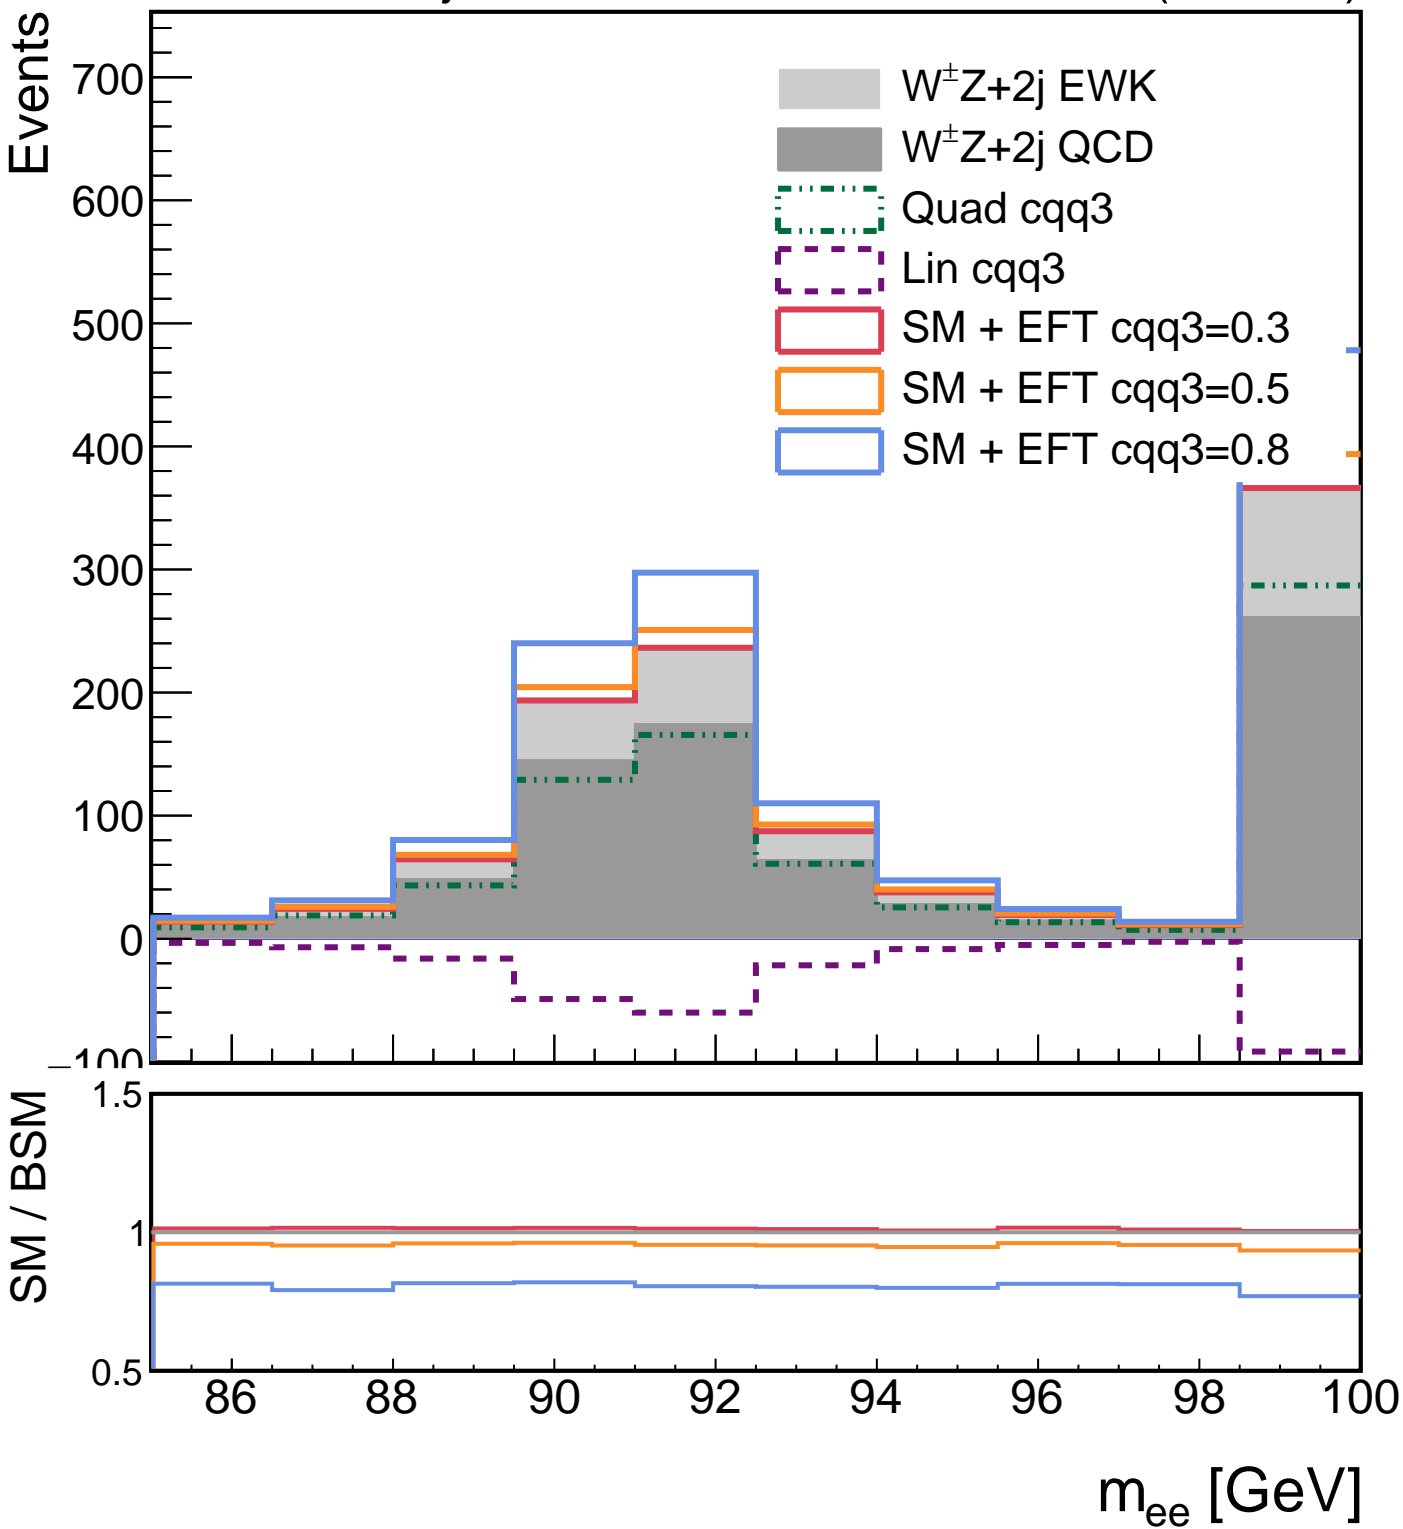 Events
700
600
500
400
300
200
100
0
−100
W±Z+2j EWK
W±Z+2j QCD
Quad cqq3
Lin cqq3
SM + EFT cqq3=0.3
SM + EFT cqq3=0.5
SM + EFT cqq3=0.8
SM / BSM
1.5
1
0.5
86 88 90 92 94 96 98 100
mee [GeV]